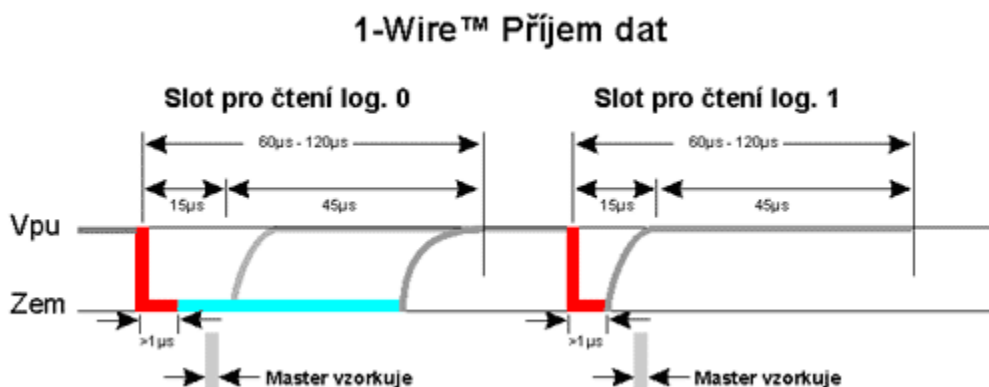 1-Wire™ Příjem dat
Slot pro čtení log. 0
Slot pro čtení log. 1
60µs - 120µs
60µs - 120µs
15µs
45µs
15µs
45µs
Vpu
Zem
>1µs
>1µs
Master vzorkuje
Master vzorkuje